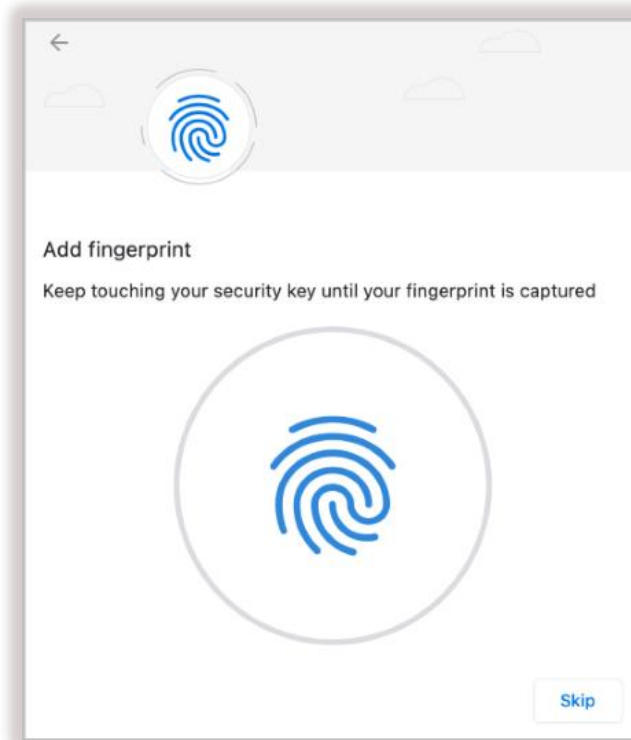 Add fingerprint
Keep touching your security key until your fingerprint is captured
Skip